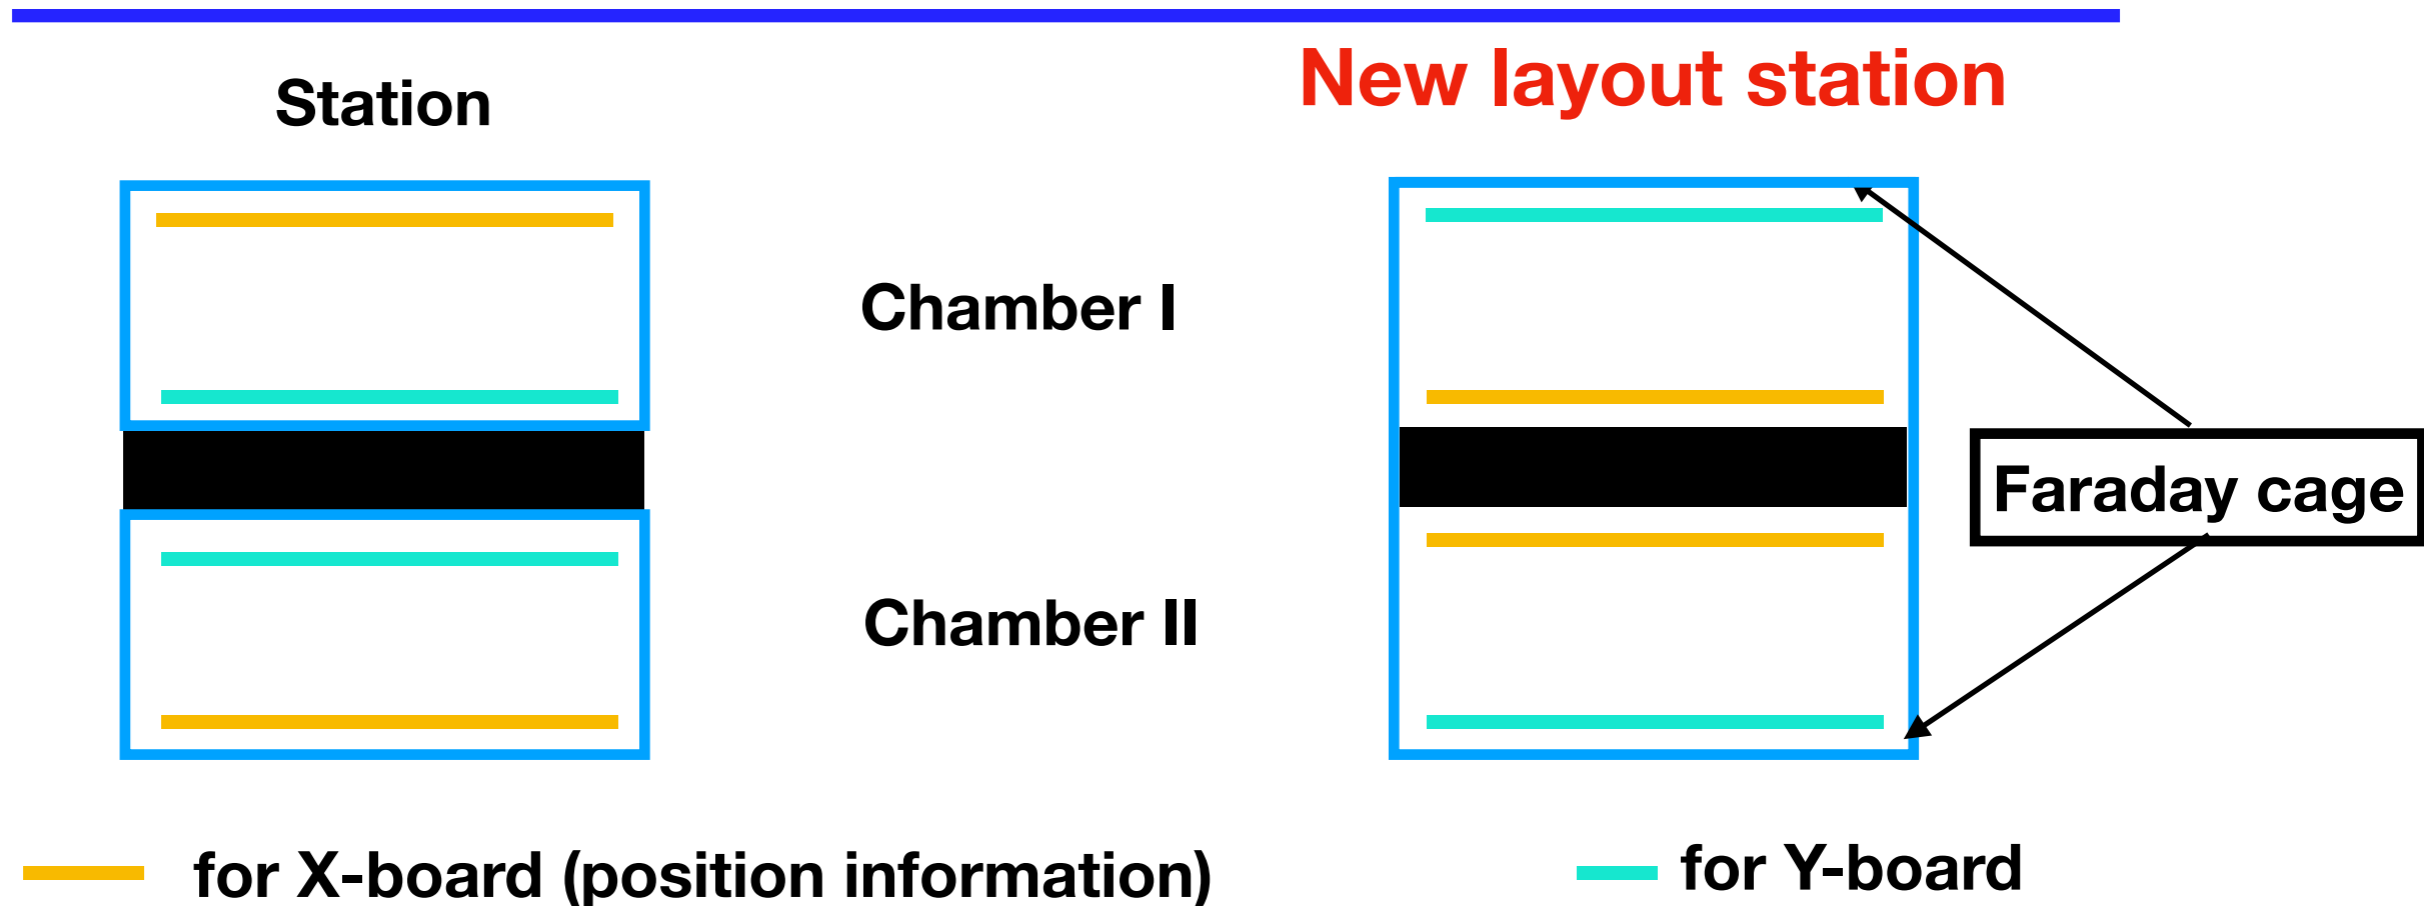 Station
New layout station
Chamber I
Faraday cage
Chamber II
for X-board (position information)
for Y-board